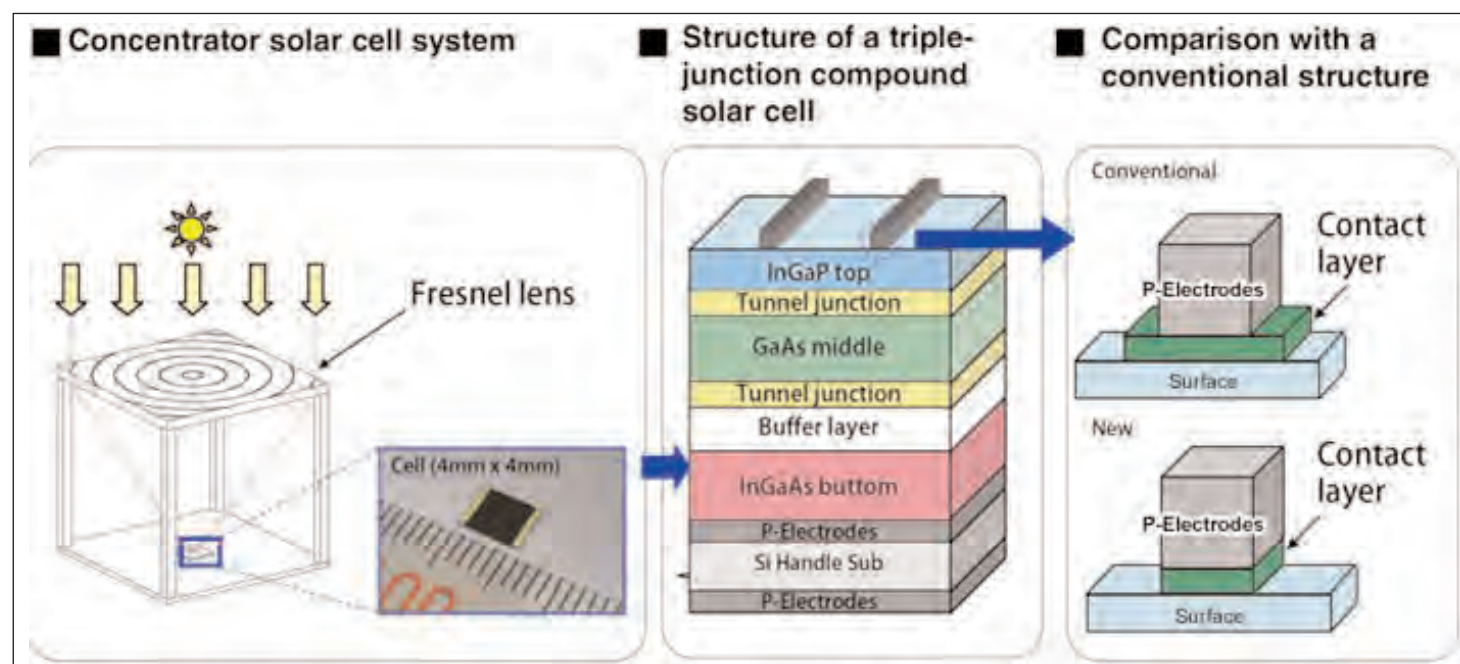 ■ Concentrator solar cell system
■ Structure of a triple-
junction compound
solar cell
■ Comparison with a
conventional structure
Fresnel lens
Cell (4mm x 4mm)
InGaP top
Tunnel junction
GaAs middle
Tunnel junction
Buffer layer
InGaAs buttom
P-Electrodes
Si Handle Sub
P-Electrodes
Conventional
Contact
layer
P-Electrodes
Surface
New
Contact
layer
P-Electrodes
Surface